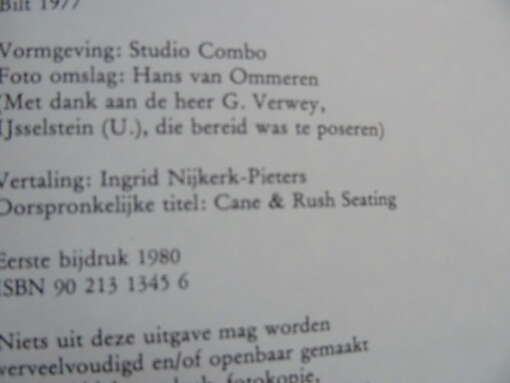 Bilt 1977
Vormgeving: Studio Combo
Foto omslag: Hans van Ommeren
(Met dank aan de heer G. Verwey,
IJsselstein (U.), die bereid was te poseren)
Vertaling: Ingrid Nijkerk-Pieters
Oorspronkelijke titel: Cane & Rush Seating
Eerste bijdruk 1980
ISBN 90 213 1345 6
Niets uit deze uitgave mag worden
verveelvoudigd en/of openbaar gemaakt
fotokopie,